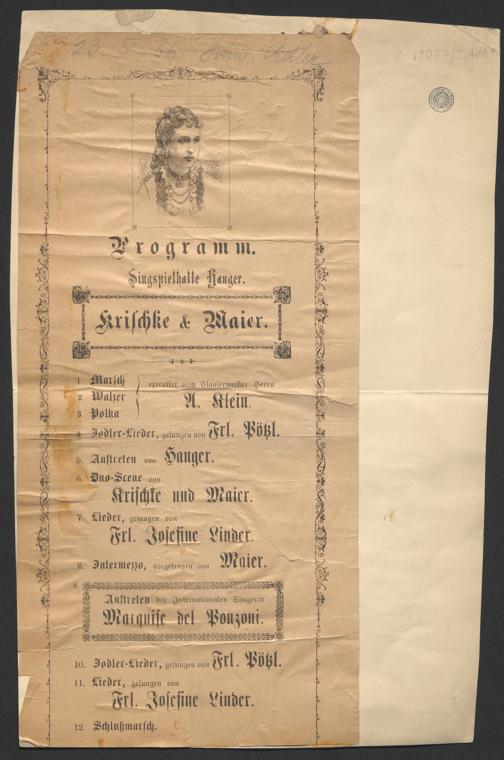 Programm.
Singspielhalle Hanger.
Krischke & Maier.
1. Marsch
2. Walzer
3. Polka
executirt vom Claviermeister Herrn
A. Klein.
4. Jodler-Lieder, gesungen von Frl. Pötzl.
5. Auftreten von Hanger.
6. Duo-Scene von
Krischke und Maier.
7. Lieder, gesungen von
Frl. Josefine Linder.
8. Intermezzo, vorgetragen von Maier.
9.
Auftreten der Internationalen Sängerin
Marquise del Ponzoni.
10. Jodler-Lieder, gesungen von Frl. Pötzl.
11. Lieder, gesungen von
Frl. Josefine Linder.
12. Schlußmarsch.